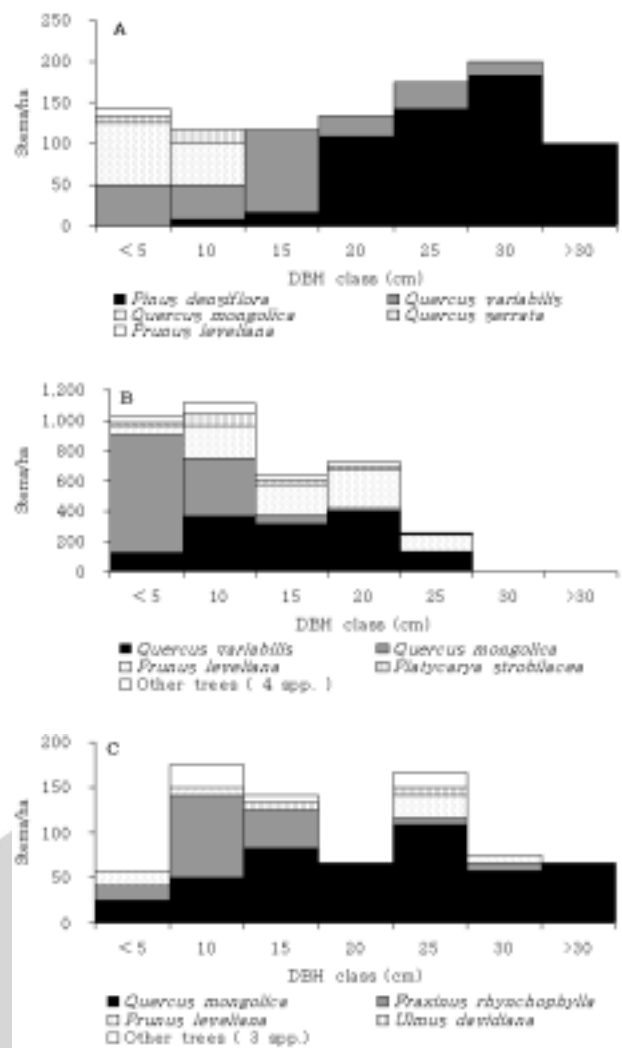 250
A
200
150
100
50
0
Stems/ha
<5 10 15 20 25 30 >30
DBH class (cm)
Pinus densiflora Quercus variabilis
Quercus mongolica Quercus serrata
Prunus leveliana
1,200
B
1,000
800
600
400
200
0
Stems/ha
<5 10 15 20 25 30 >30
DBH class (cm)
Quercus variabilis Quercus mongolica
Prunus leveliana Platycarya strobilacea
Other trees ( 4 spp. )
200
C
150
100
50
0
Stems/ha
<5 10 15 20 25 30 >30
DBH class (cm)
Quercus mongolica Fraxinus rhynchophylla
Prunus leveliana Ulmus davidiana
Other trees ( 3 spp.)